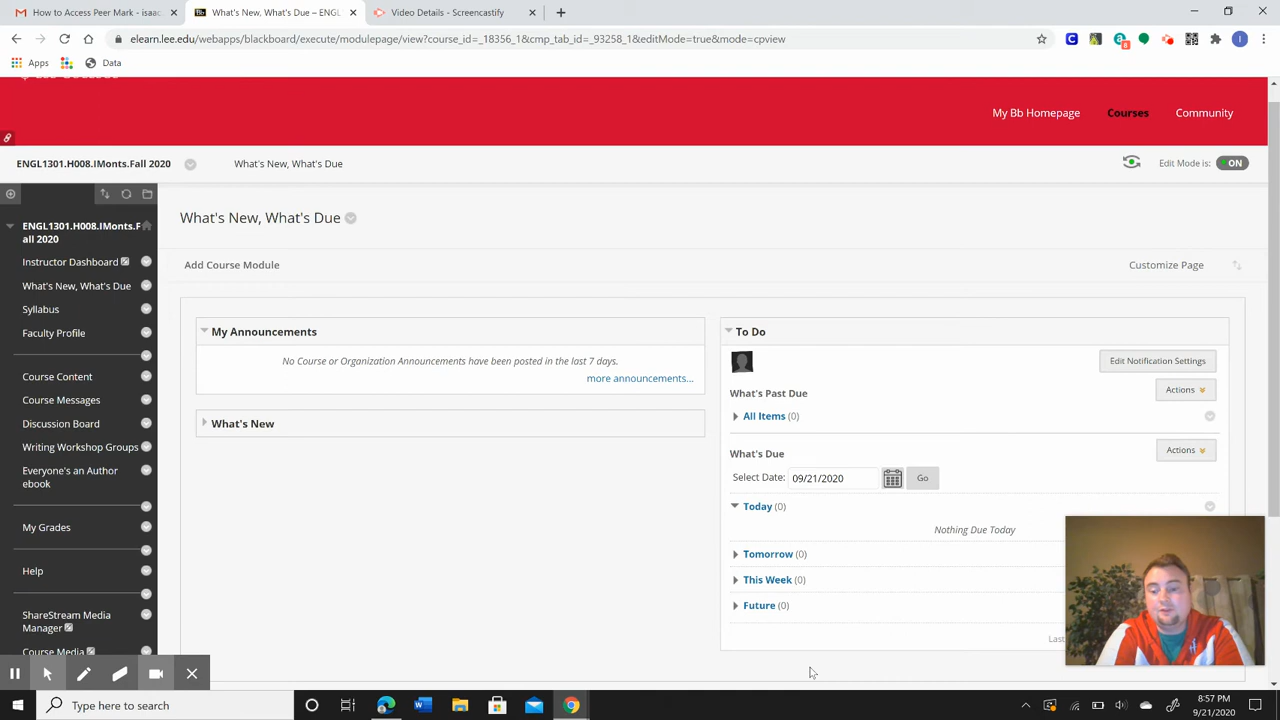 How to Access Peer Mark - isaac
What's New, What's Due – ENGL
Video Details - Screencastify
elearn.lee.edu/webapps/blackboard/execute/modulepage/view?course_id=_18356_1&cmp_tab_id=_93258_1&editMode=true&mode=cpview
8
I
Apps
Data
My Bb Homepage
Courses
Community
ENGL1301.H008.IMonts.Fall 2020
What's New, What's Due
Edit Mode is:
ON
ENGL1301.H008.IMonts.F
all 2020
Instructor Dashboard
What's New, What's Due
Syllabus
Faculty Profile
Course Content
Course Messages
Discussion Board
Writing Workshop Groups
Everyone's an Author
ebook
My Grades
Help
ShareStream Media
Manager
Course Media
What's New, What's Due
Add Course Module
Customize Page
My Announcements
No Course or Organization Announcements have been posted in the last 7 days.
more announcements...
What's New
To Do
Edit Notification Settings
What's Past Due
Actions
All Items (0)
What's Due
Actions
Select Date:
09/21/2020
Go
Today (0)
Nothing Due Today
Tomorrow (0)
This Week (0)
Future (0)
Las
Type here to search
8:57 PM
9/21/2020